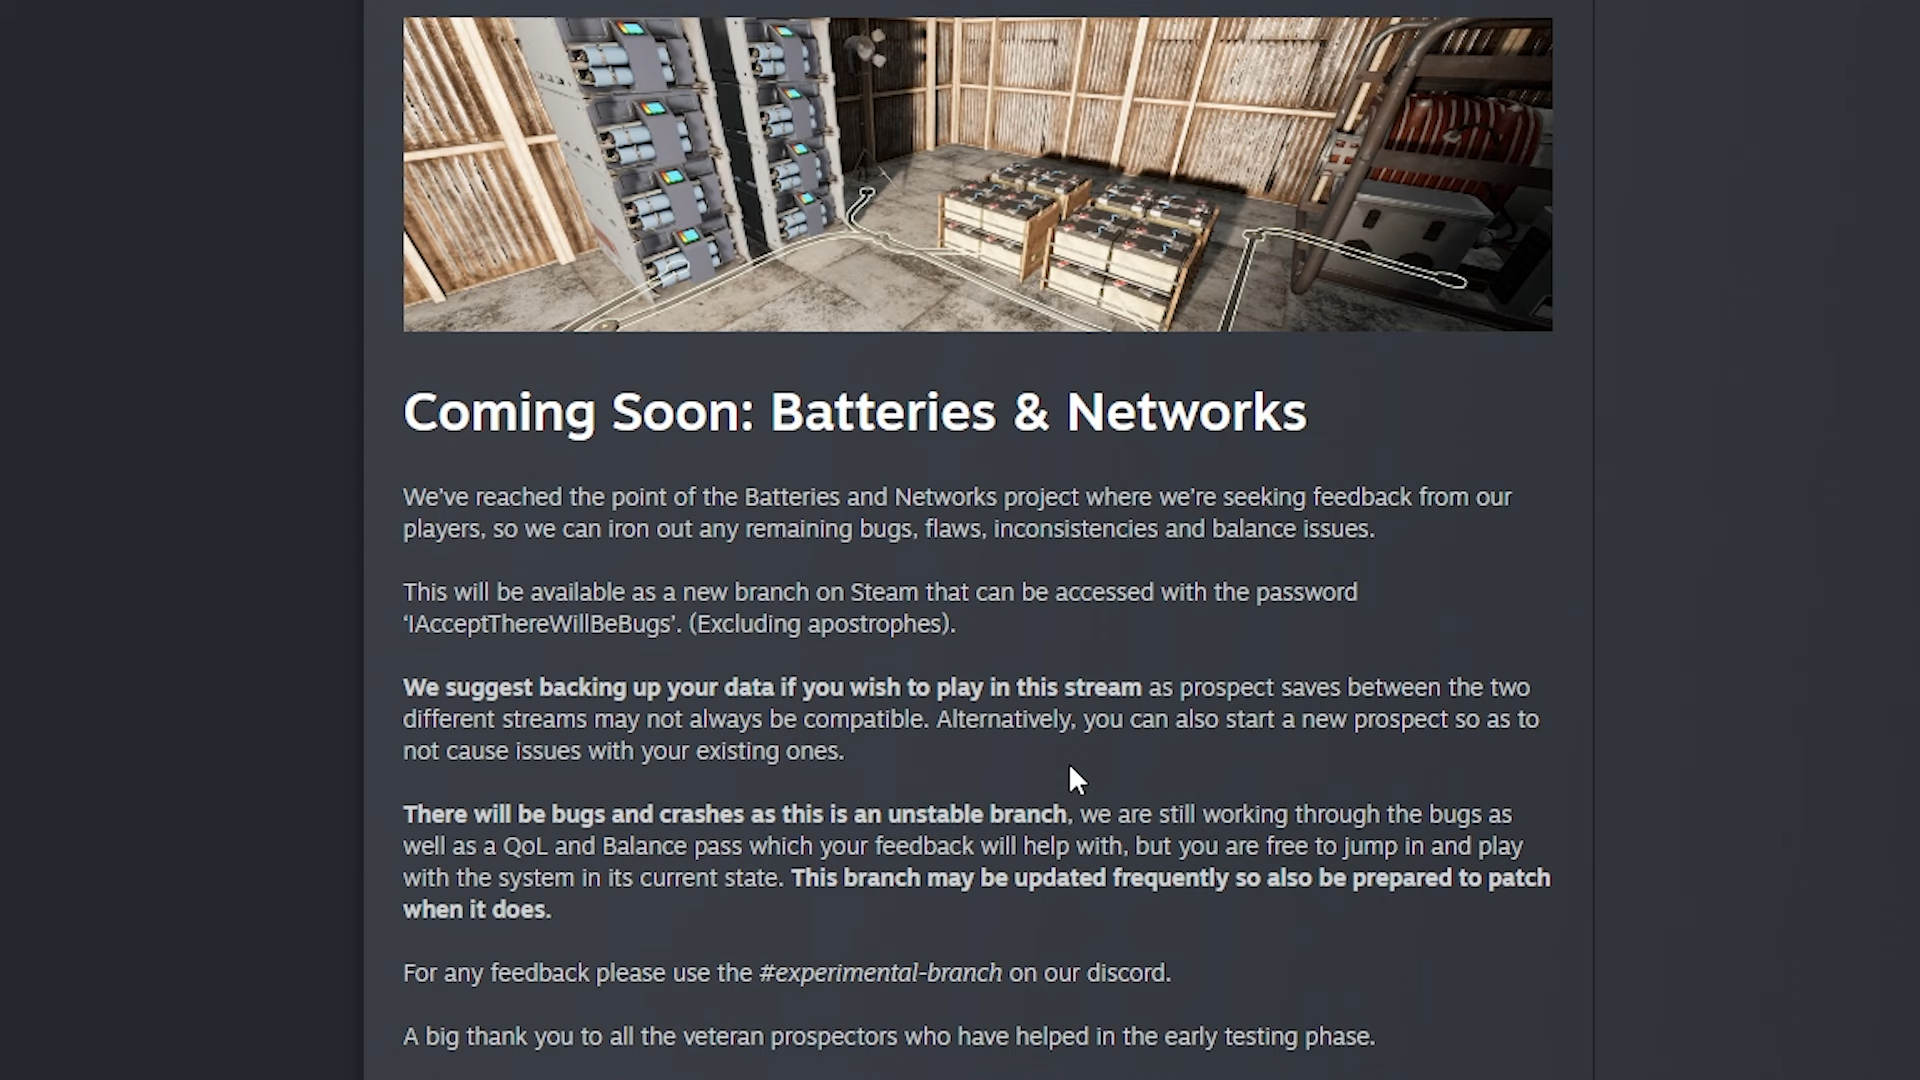 Coming Soon: Batteries & Networks
We’ve reached the point of the Batteries and Networks project where we’re seeking feedback from our
players, so we can iron out any remaining bugs, flaws, inconsistencies and balance issues.
This will be available as a new branch on Steam that can be accessed with the password
‘IAcceptThereWillBeBugs’. (Excluding apostrophes).
We suggest backing up your data if you wish to play in this stream as prospect saves between the two
different streams may not always be compatible. Alternatively, you can also start a new prospect so as to
not cause issues with your existing ones.
There will be bugs and crashes as this is an unstable branch, we are still working through the bugs as
well as a QoL and Balance pass which your feedback will help with, but you are free to jump in and play
with the system in its current state. This branch may be updated frequently so also be prepared to patch
when it does.
For any feedback please use the #experimental-branch on our discord.
A big thank you to all the veteran prospectors who have helped in the early testing phase.